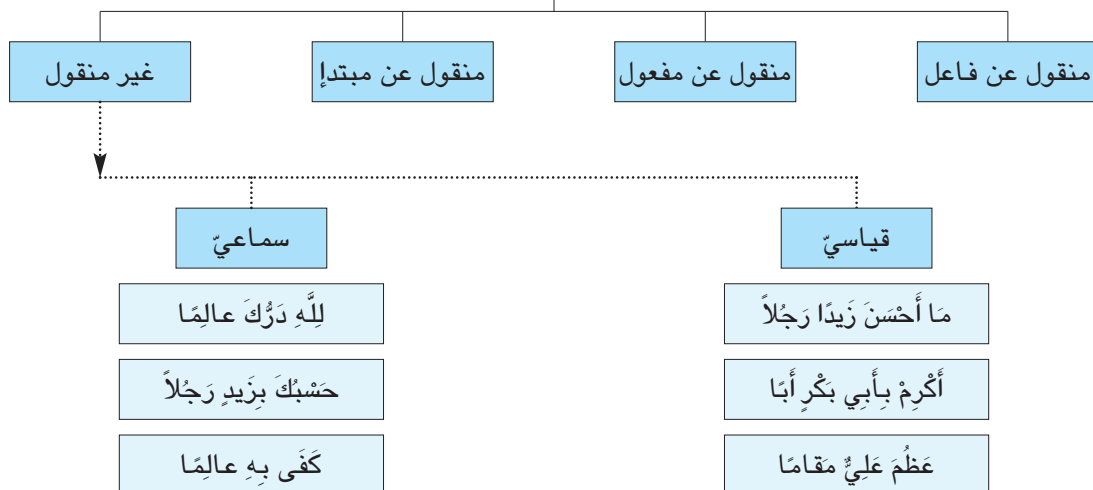 منقول عن فاعل
منقول عن مفعول
منقول عن مبتدإ
غير منقول
قياسيّ
سماعيّ
مَا أَحْسَنَ زَيدًا رَجُلاً
لِلَّهِ دَرُّكَ عالِمًا
أَكْرِمْ بِأَبِي بَكْرٍ أَبًا
حَسْبُكَ بِزَيدٍ رَجُلاً
عَظُمَ عَلِيٌّ مَقامًا
كَفَى بِهِ عالِمًا